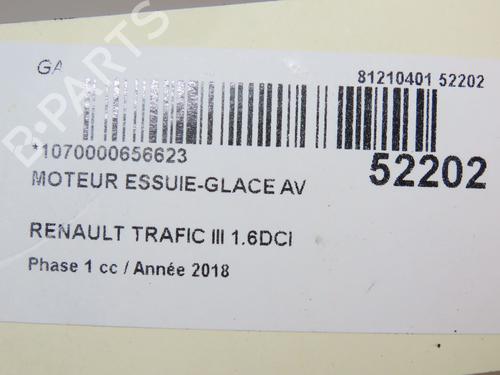 GA
81210401 52202
*1070000656623
52202
MOTEUR ESSUIE-GLACE AV
RENAULT TRAFIC III 1.6DCI
Phase 1 cc / Année 2018
B-PARTS